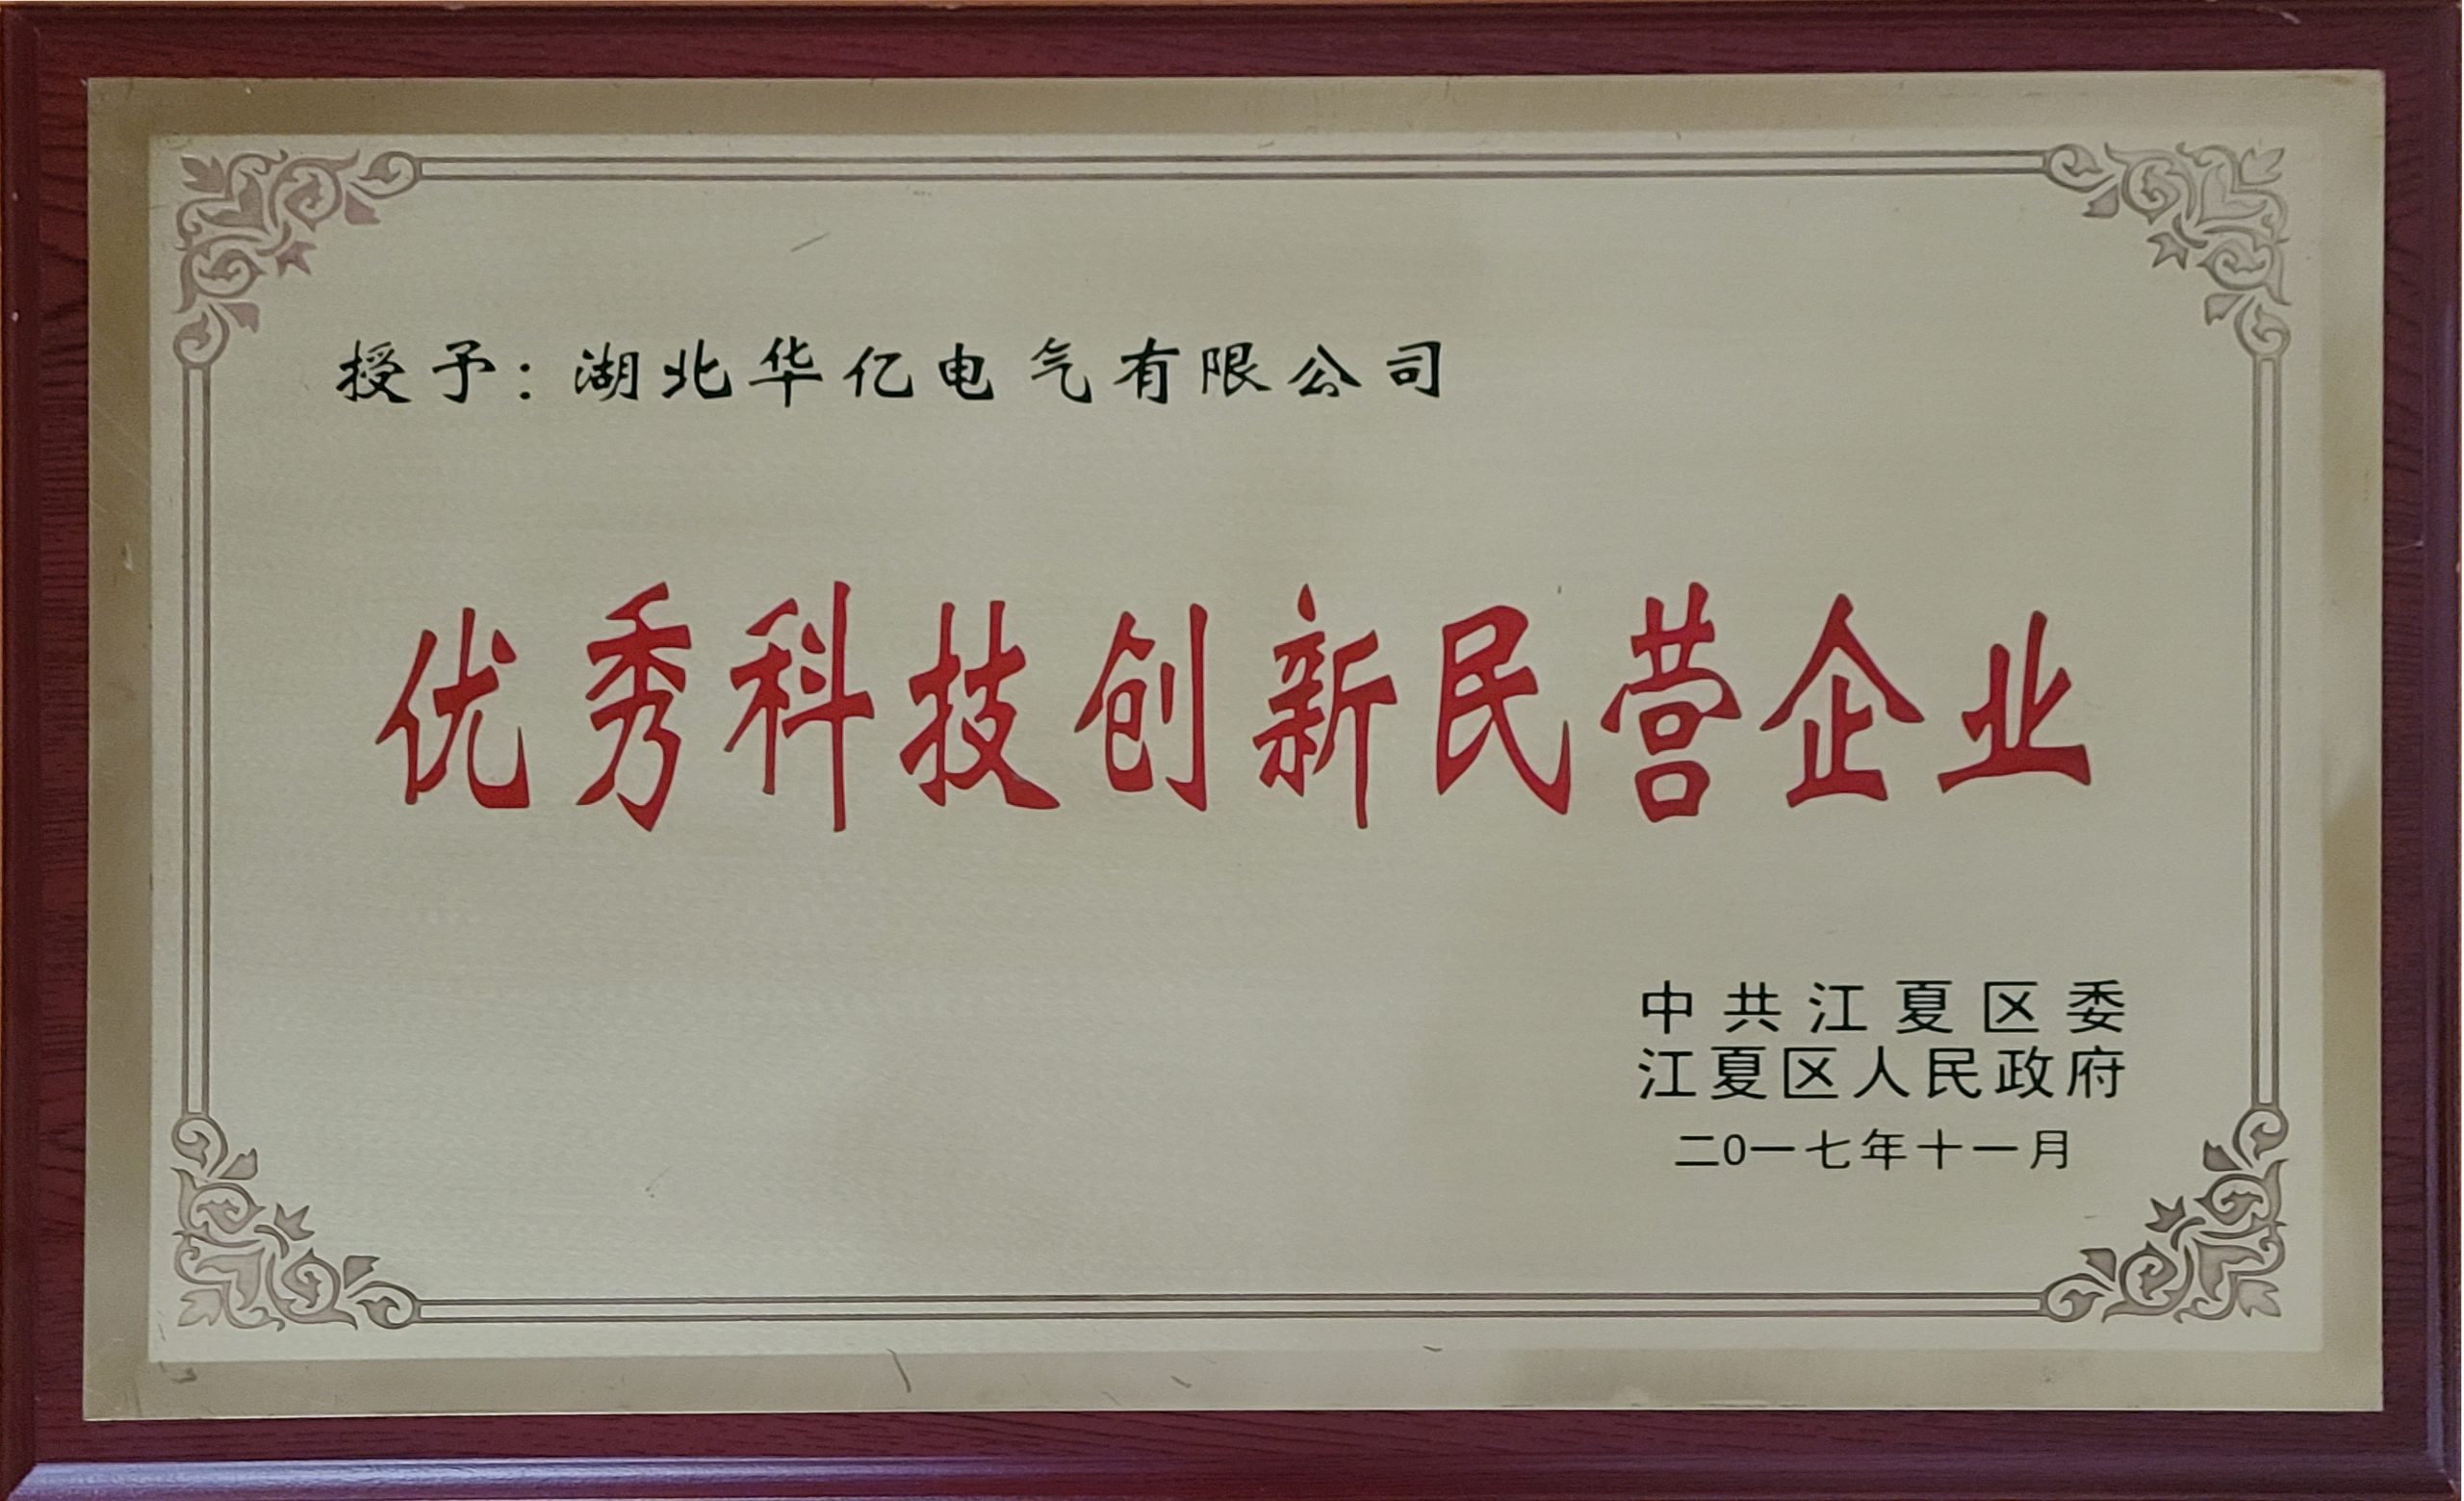 授予：湖北华亿电气有限公司
优秀科技创新民营企业
中共江夏区委
江夏区人民政府
二0一七年十一月